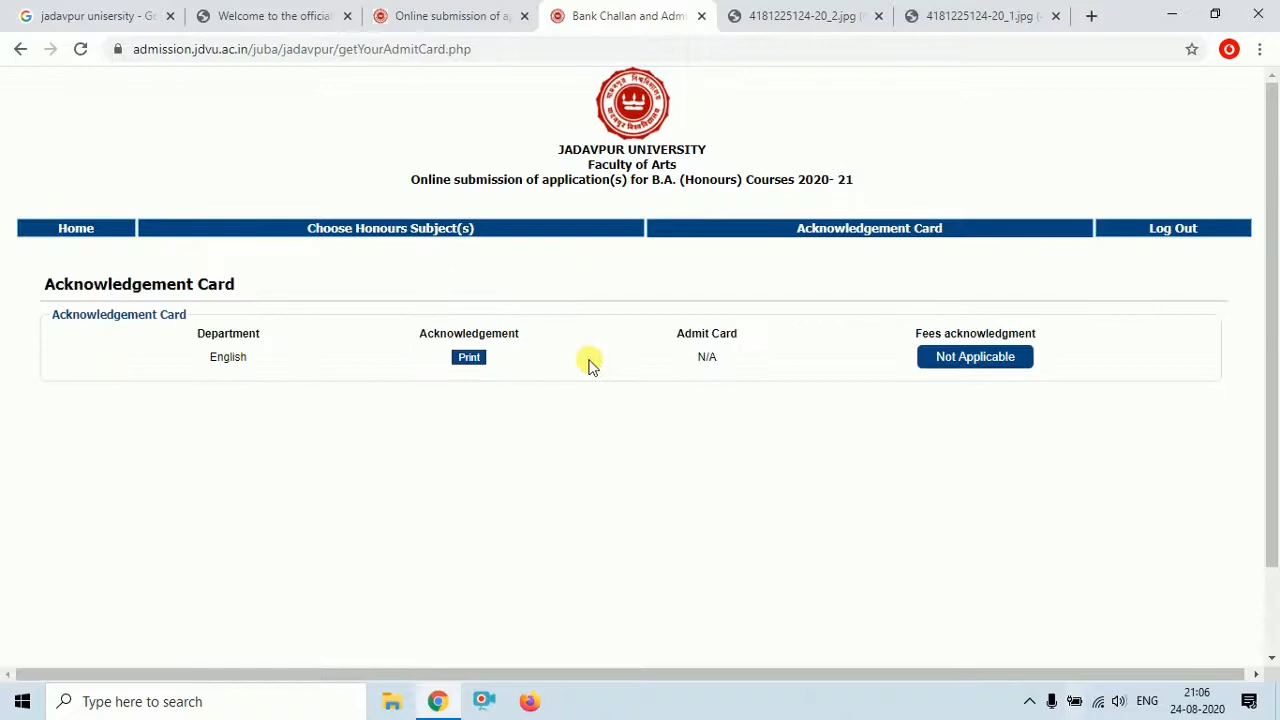 jadavpur unisersity - Go
Welcome to the official
Online submission of a
Bank Challan and Admi
4181225124-20_2.jpg (
4181225124-20_1.jpg (
admission.jdvu.ac.in/juba/jadavpur/getYourAdmitCard.php
JADAVPUR UNIVERSITY
Faculty of Arts
Online submission of application(s) for B.A. (Honours) Courses 2020- 21
Home
Choose Honours Subject(s)
Acknowledgement Card
Log Out
Acknowledgement Card
Acknowledgement Card
Department
Acknowledgement
Admit Card
Fees acknowledgment
English
Print
N/A
Not Applicable
Type here to search
ENG
21:06
24-08-2020